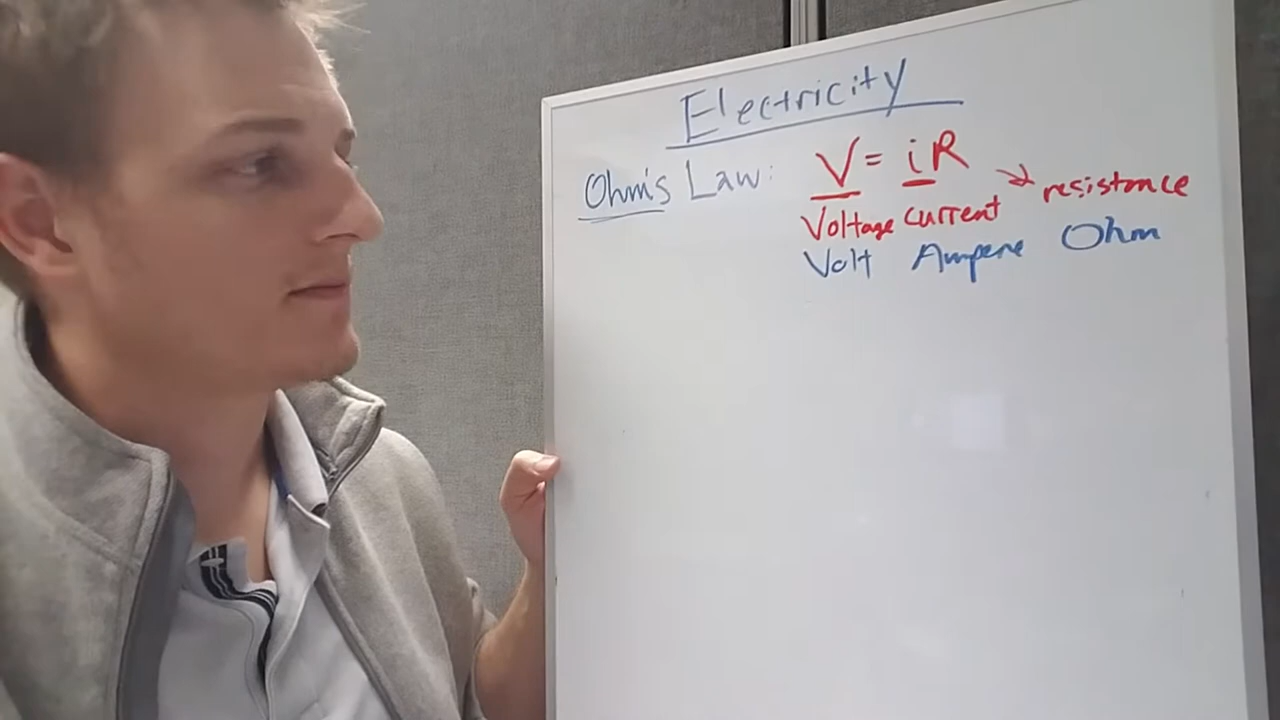 Electricity
Ohm's Law: V = iR → resistance
Voltage current
Volt Ampere Ohm